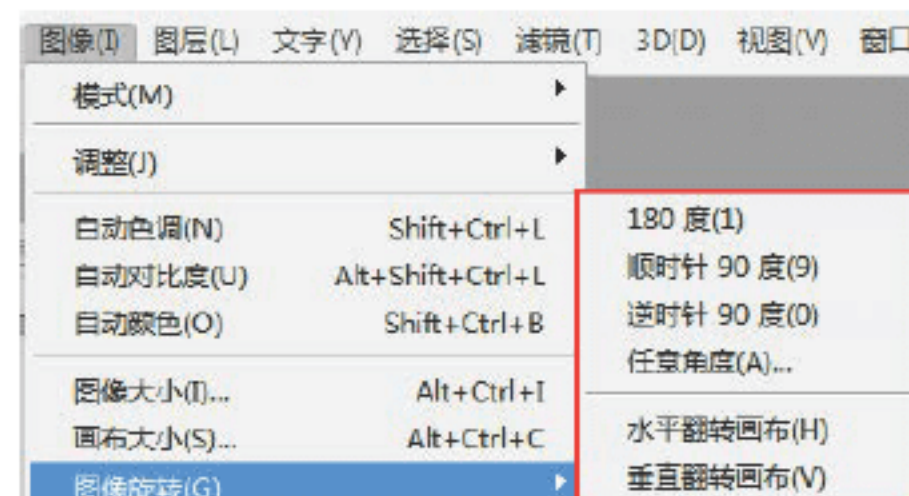 图像(I) 图层(L) 文字(Y) 选择(S) 滤镜(T) 3D(D) 视图(V) 窗口
模式(M)
调整(J)
自动色调(N) Shift+Ctrl+L
自动对比度(U) Alt+Shift+Ctrl+L
自动颜色(O) Shift+Ctrl+B
图像大小(I)... Alt+Ctrl+I
画布大小(S)... Alt+Ctrl+C
图像旋转(G)
180 度(1)
顺时针 90 度(9)
逆时针 90 度(0)
任意角度(A)...
水平翻转画布(H)
垂直翻转画布(V)